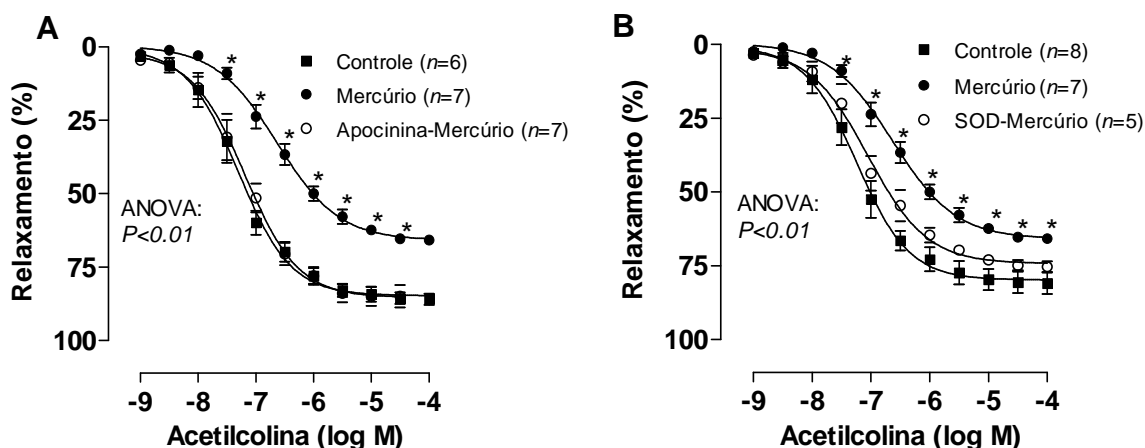 A
Relaxamento (%)
0
25
50
75
100
Controle (n=6)
Mercúrio (n=7)
Apocinina-Mercúrio (n=7)
* * * * * * *
ANOVA:
P<0.01
-9 -8 -7 -6 -5 -4
Acetilcolina (log M)
B
Relaxamento (%)
0
25
50
75
100
Controle (n=8)
Mercúrio (n=7)
SOD-Mercúrio (n=5)
* * * * * * * *
ANOVA:
P<0.01
-9 -8 -7 -6 -5 -4
Acetilcolina (log M)